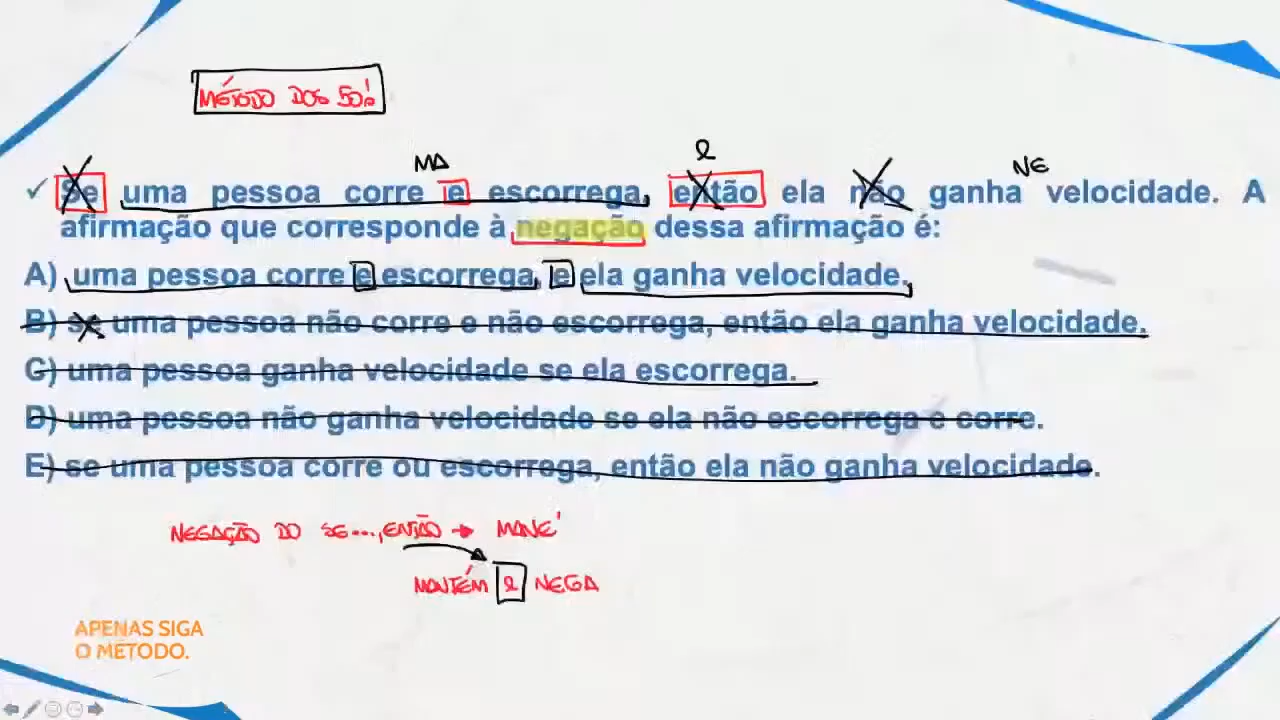 MÉTODO DOS 50%
MA
e
NE
✓ Se uma pessoa corre e escorrega, então ela não ganha velocidade. A
afirmação que corresponde à negação dessa afirmação é:
A) uma pessoa corre e escorrega, e ela ganha velocidade.
B) se uma pessoa não corre e não escorrega, então ela ganha velocidade.
C) uma pessoa ganha velocidade se ela escorrega.
D) uma pessoa não ganha velocidade se ela não escorrega e corre.
E) se uma pessoa corre ou escorrega, então ela não ganha velocidade.
NEGAÇÃO DO SE..., ENTÃO → MANÉ
MANTÉM e NEGA
APENAS SIGA
O MÉTODO.